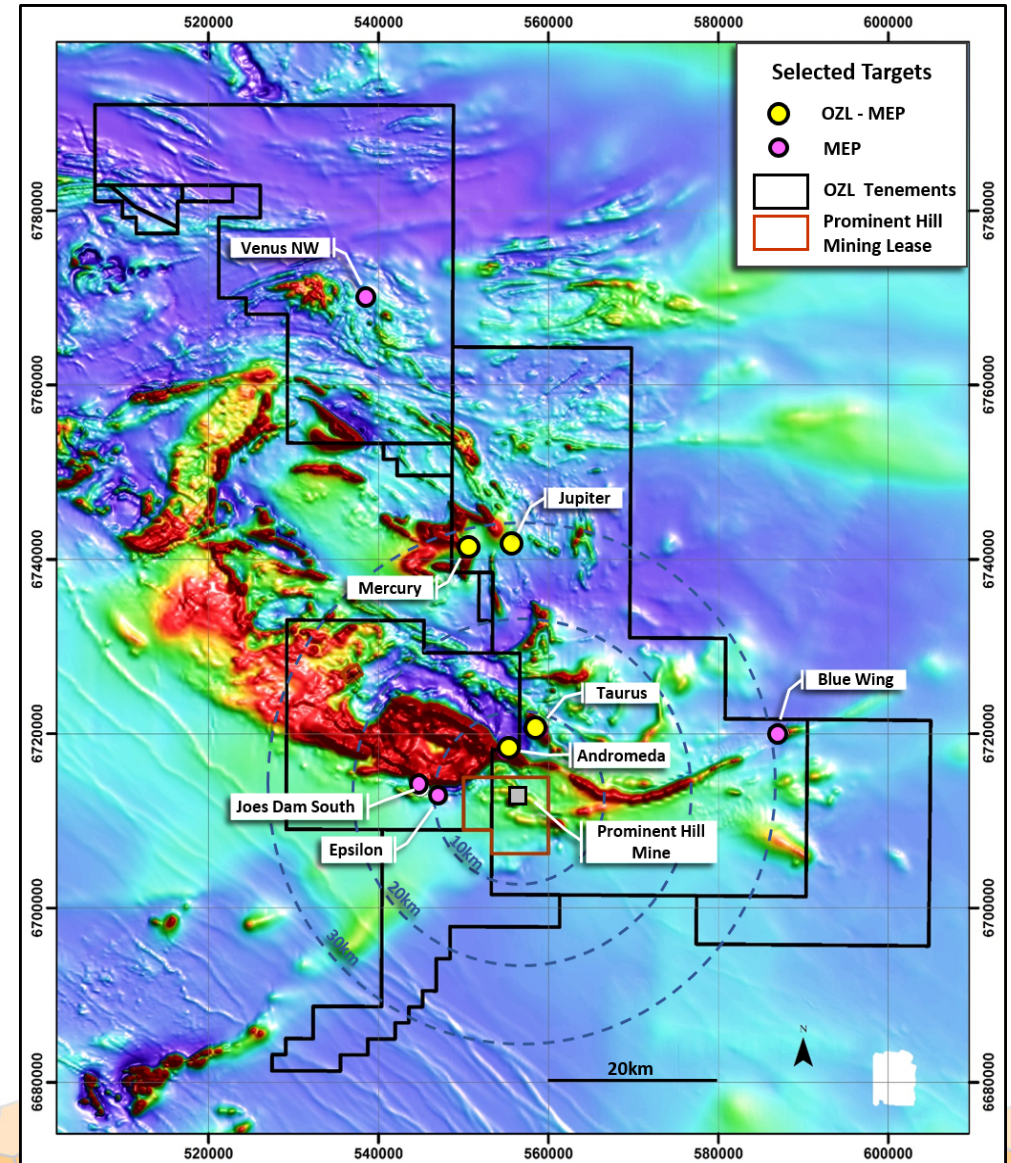 520000
540000
560000
580000
600000
Selected Targets
OZL - MEP
MEP
OZL Tenements
Prominent Hill
Mining Lease
6780000
6780000
Venus NW
6760000
6760000
Jupiter
6740000
6740000
Mercury
Blue Wing
Taurus
6720000
6720000
Andromeda
Joes Dam South
Prominent Hill
Mine
Epsilon
10km
20km
6700000
6700000
30km
N
20km
6680000
6680000
520000
540000
560000
580000
600000